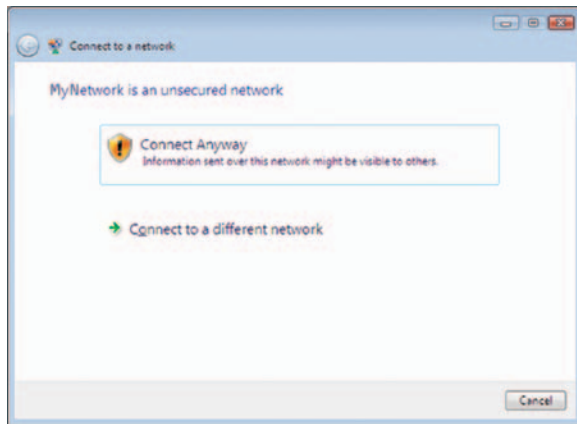 Connect to a network
MyNetwork is an unsecured network
Connect Anyway
Information sent over this network might be visible to others.
Connect to a different network
Cancel